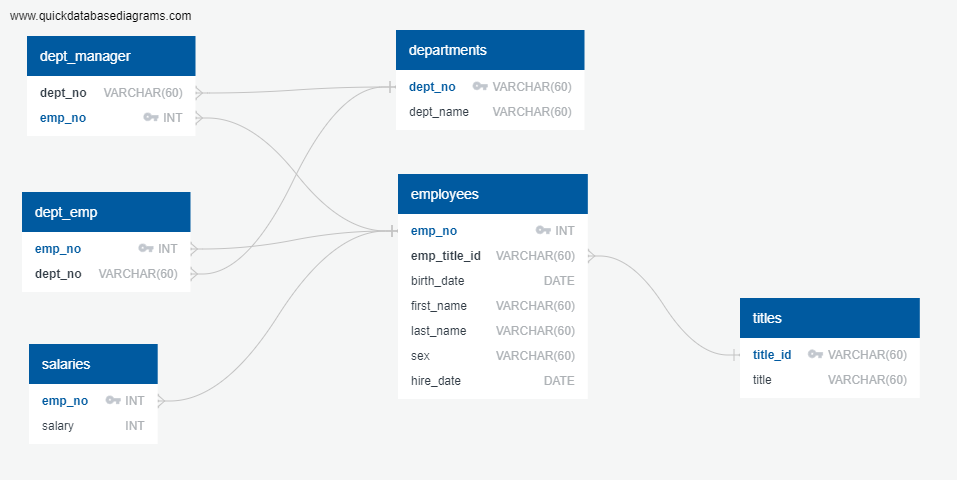 www.quickdatabasediagrams.com
dept_manager
dept_no VARCHAR(60)
emp_no INT
departments
dept_no VARCHAR(60)
dept_name VARCHAR(60)
dept_emp
emp_no INT
dept_no VARCHAR(60)
employees
emp_no INT
emp_title_id VARCHAR(60)
birth_date DATE
first_name VARCHAR(60)
last_name VARCHAR(60)
sex VARCHAR(60)
hire_date DATE
salaries
emp_no INT
salary INT
titles
title_id VARCHAR(60)
title VARCHAR(60)